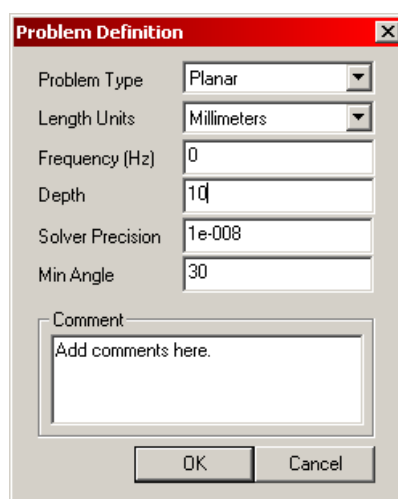 Problem Definition
Problem Type Planar
Length Units Millimeters
Frequency (Hz) 0
Depth 10
Solver Precision 1e-008
Min Angle 30
Comment
Add comments here.
OK Cancel